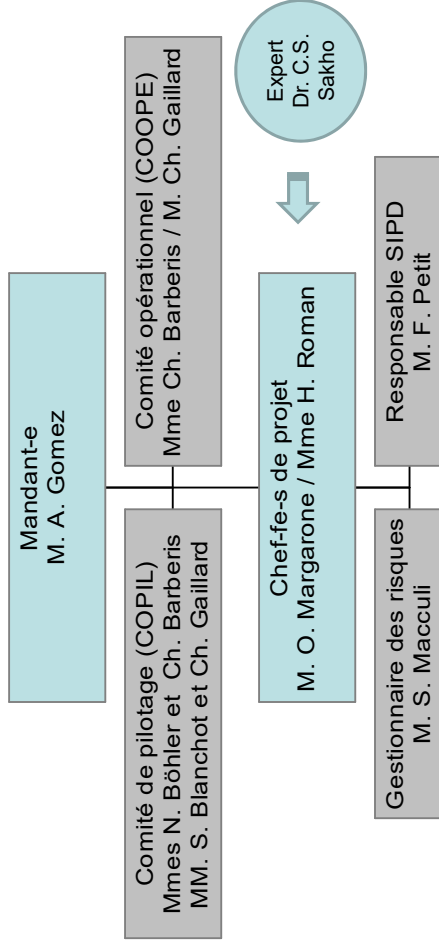 Mandant-e
M. A. Gomez
Comité de pilotage (COPIL)
Mmes N. Böhler et Ch. Barberis
MM. S. Blanchot et Ch. Gaillard
Comité opérationnel (COOPE)
Mme Ch. Barberis / M. Ch. Gaillard
Chef-fe-s de projet
M. O. Margarone / Mme H. Roman
Expert
Dr. C.S.
Sakho
Gestionnaire des risques
M. S. Macculi
Responsable SIPD
M. F. Petit